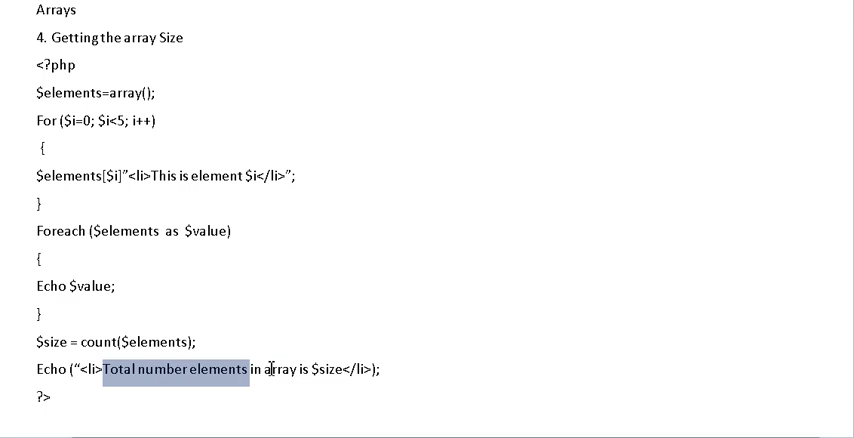 Arrays
4. Getting the array Size
<?php
$elements=array();
For ($i=0; $i<5; i++)
{
$elements[$i]”<li>This is element $i</li>”;
}
Foreach ($elements as $value)
{
Echo $value;
}
$size = count($elements);
Echo (“<li>Total number elements in array is $size</li>);
?>